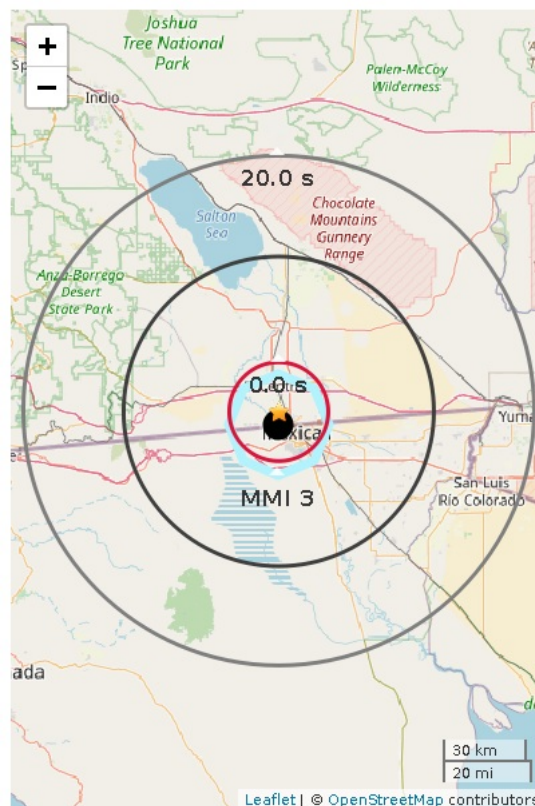 +
−
Joshua
Tree National
Park
Palen-McCoy
Wilderness
Indio
20.0 s
Salton
Sea
Chocolate
Mountains
Gunnery
Range
Anza-Borrego
Desert
State Park
0.0 s
Yuma
San Luis
Río Colorado
MMI 3
ada
30 km
20 mi
Leaflet | © OpenStreetMap contributors